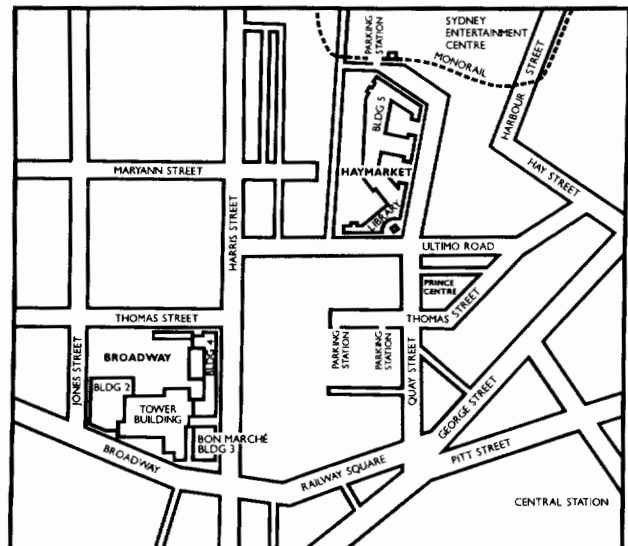 PARKING
STATION
SYDNEY
ENTERTAINMENT
CENTRE
MONORAIL
HARBOUR STREET
BLDG 5
MARYANN STREET
HAYMARKET
HAY STREET
LIBRARY
HARRIS STREET
ULTIMO ROAD
PRINCE
CENTRE
THOMAS STREET
THOMAS STREET
JONES STREET
BROADWAY
BLDG 4
PARKING
STATION
PARKING
STATION
QUAY STREET
BLDG 2
TOWER
BUILDING
BON MARCHÉ
BLDG 3
GEORGE STREET
BROADWAY
RAILWAY SQUARE
PITT STREET
CENTRAL STATION